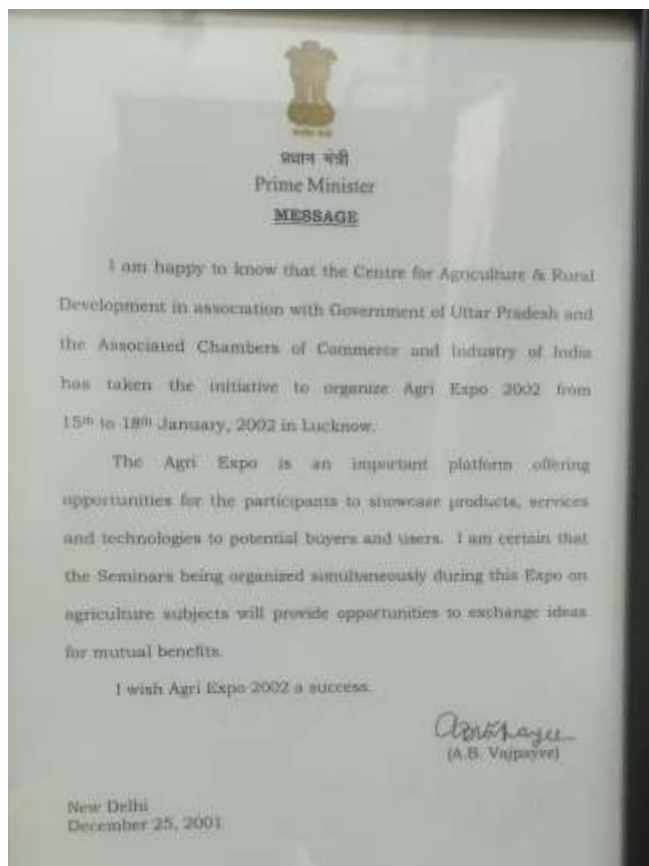 प्रधान मंत्री
Prime Minister
MESSAGE
I am happy to know that the Centre for Agriculture & Rural
Development in association with Government of Uttar Pradesh and
the Associated Chambers of Commerce and Industry of India
has taken the initiative to organize Agri Expo 2002 from
15th to 18th January, 2002 in Lucknow.
The Agri Expo is an important platform offering
opportunities for the participants to showcase products, services
and technologies to potential buyers and users. I am certain that
the Seminars being organized simultaneously during this Expo on
agriculture subjects will provide opportunities to exchange ideas
for mutual benefits.
I wish Agri Expo 2002 a success.
(A.B. Vajpayee)
New Delhi
December 25, 2001